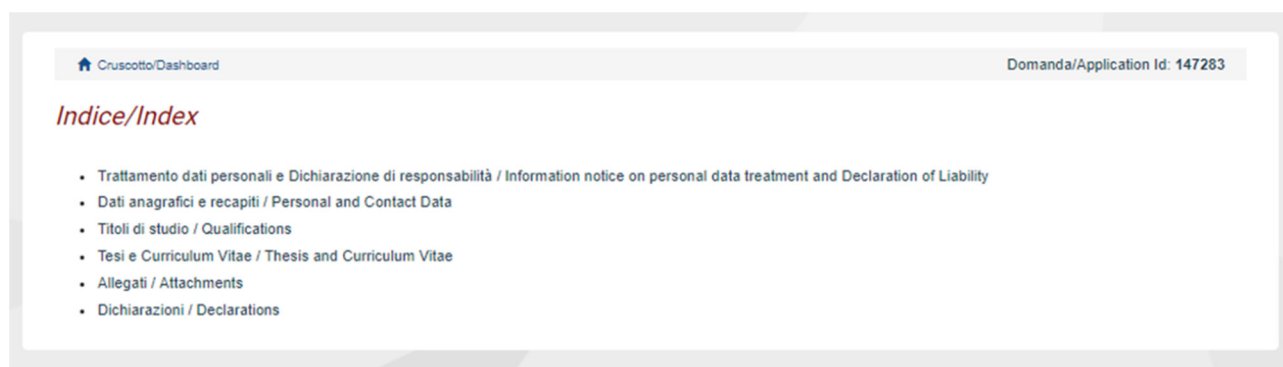 Cruscotto/Dashboard Domanda/Application Id: 147283
Indice/Index
• Trattamento dati personali e Dichiarazione di responsabilità / Information notice on personal data treatment and Declaration of Liability
• Dati anagrafici e recapiti / Personal and Contact Data
• Titoli di studio / Qualifications
• Tesi e Curriculum Vitae / Thesis and Curriculum Vitae
• Allegati / Attachments
• Dichiarazioni / Declarations